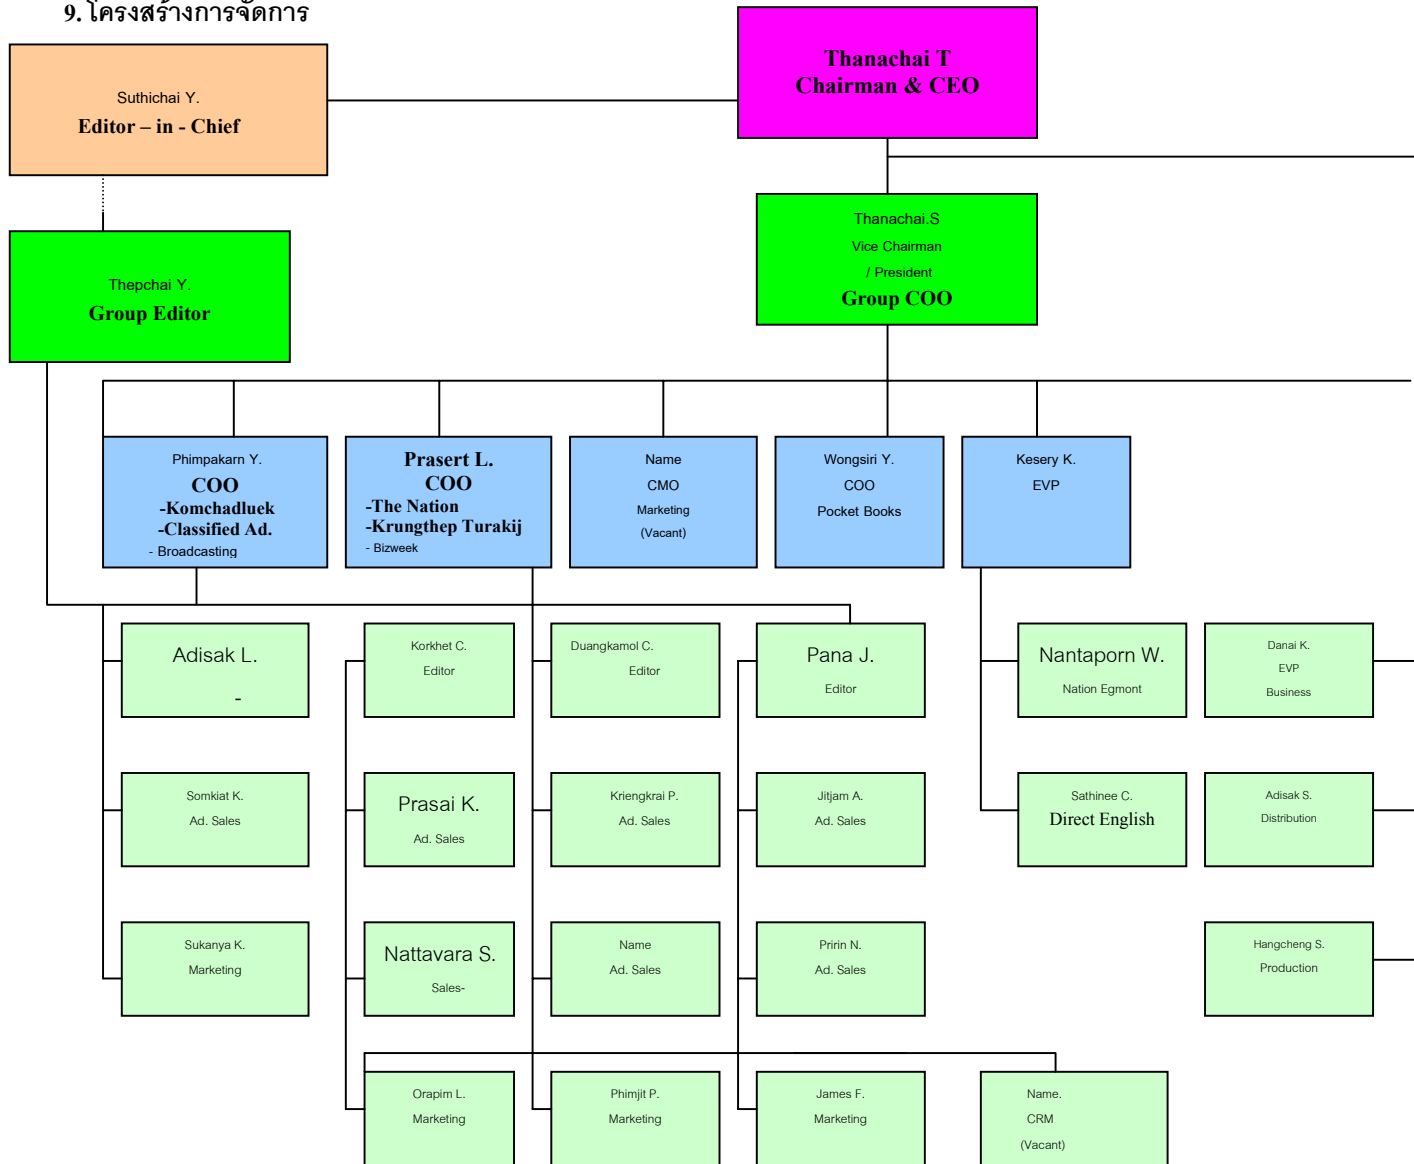 9. โครงสร้างการจัดการ
Thanachai T
Chairman & CEO
Suthichai Y.
Editor – in - Chief
Thanachai.S
Vice Chairman
/ President
Group COO
Thepchai Y.
Group Editor
Phimpakarn Y.
COO
-Komchadluek
-Classified Ad.
- Broadcasting
Prasert L.
COO
-The Nation
-Krungthep Turakij
- Bizweek
Name
CMO
Marketing
(Vacant)
Wongsiri Y.
COO
Pocket Books
Kesery K.
EVP
Adisak L.
-
Korkhet C.
Editor
Duangkamol C.
Editor
Pana J.
Editor
Nantaporn W.
Nation Egmont
Danai K.
EVP
Business
Somkiat K.
Ad. Sales
Prasai K.
Ad. Sales
Kriengkrai P.
Ad. Sales
Jitjam A.
Ad. Sales
Sathinee C.
Direct English
Adisak S.
Distribution
Sukanya K.
Marketing
Nattavara S.
Sales-
Name
Ad. Sales
Pririn N.
Ad. Sales
Hangcheng S.
Production
Orapim L.
Marketing
Phimjit P.
Marketing
James F.
Marketing
Name.
CRM
(Vacant)